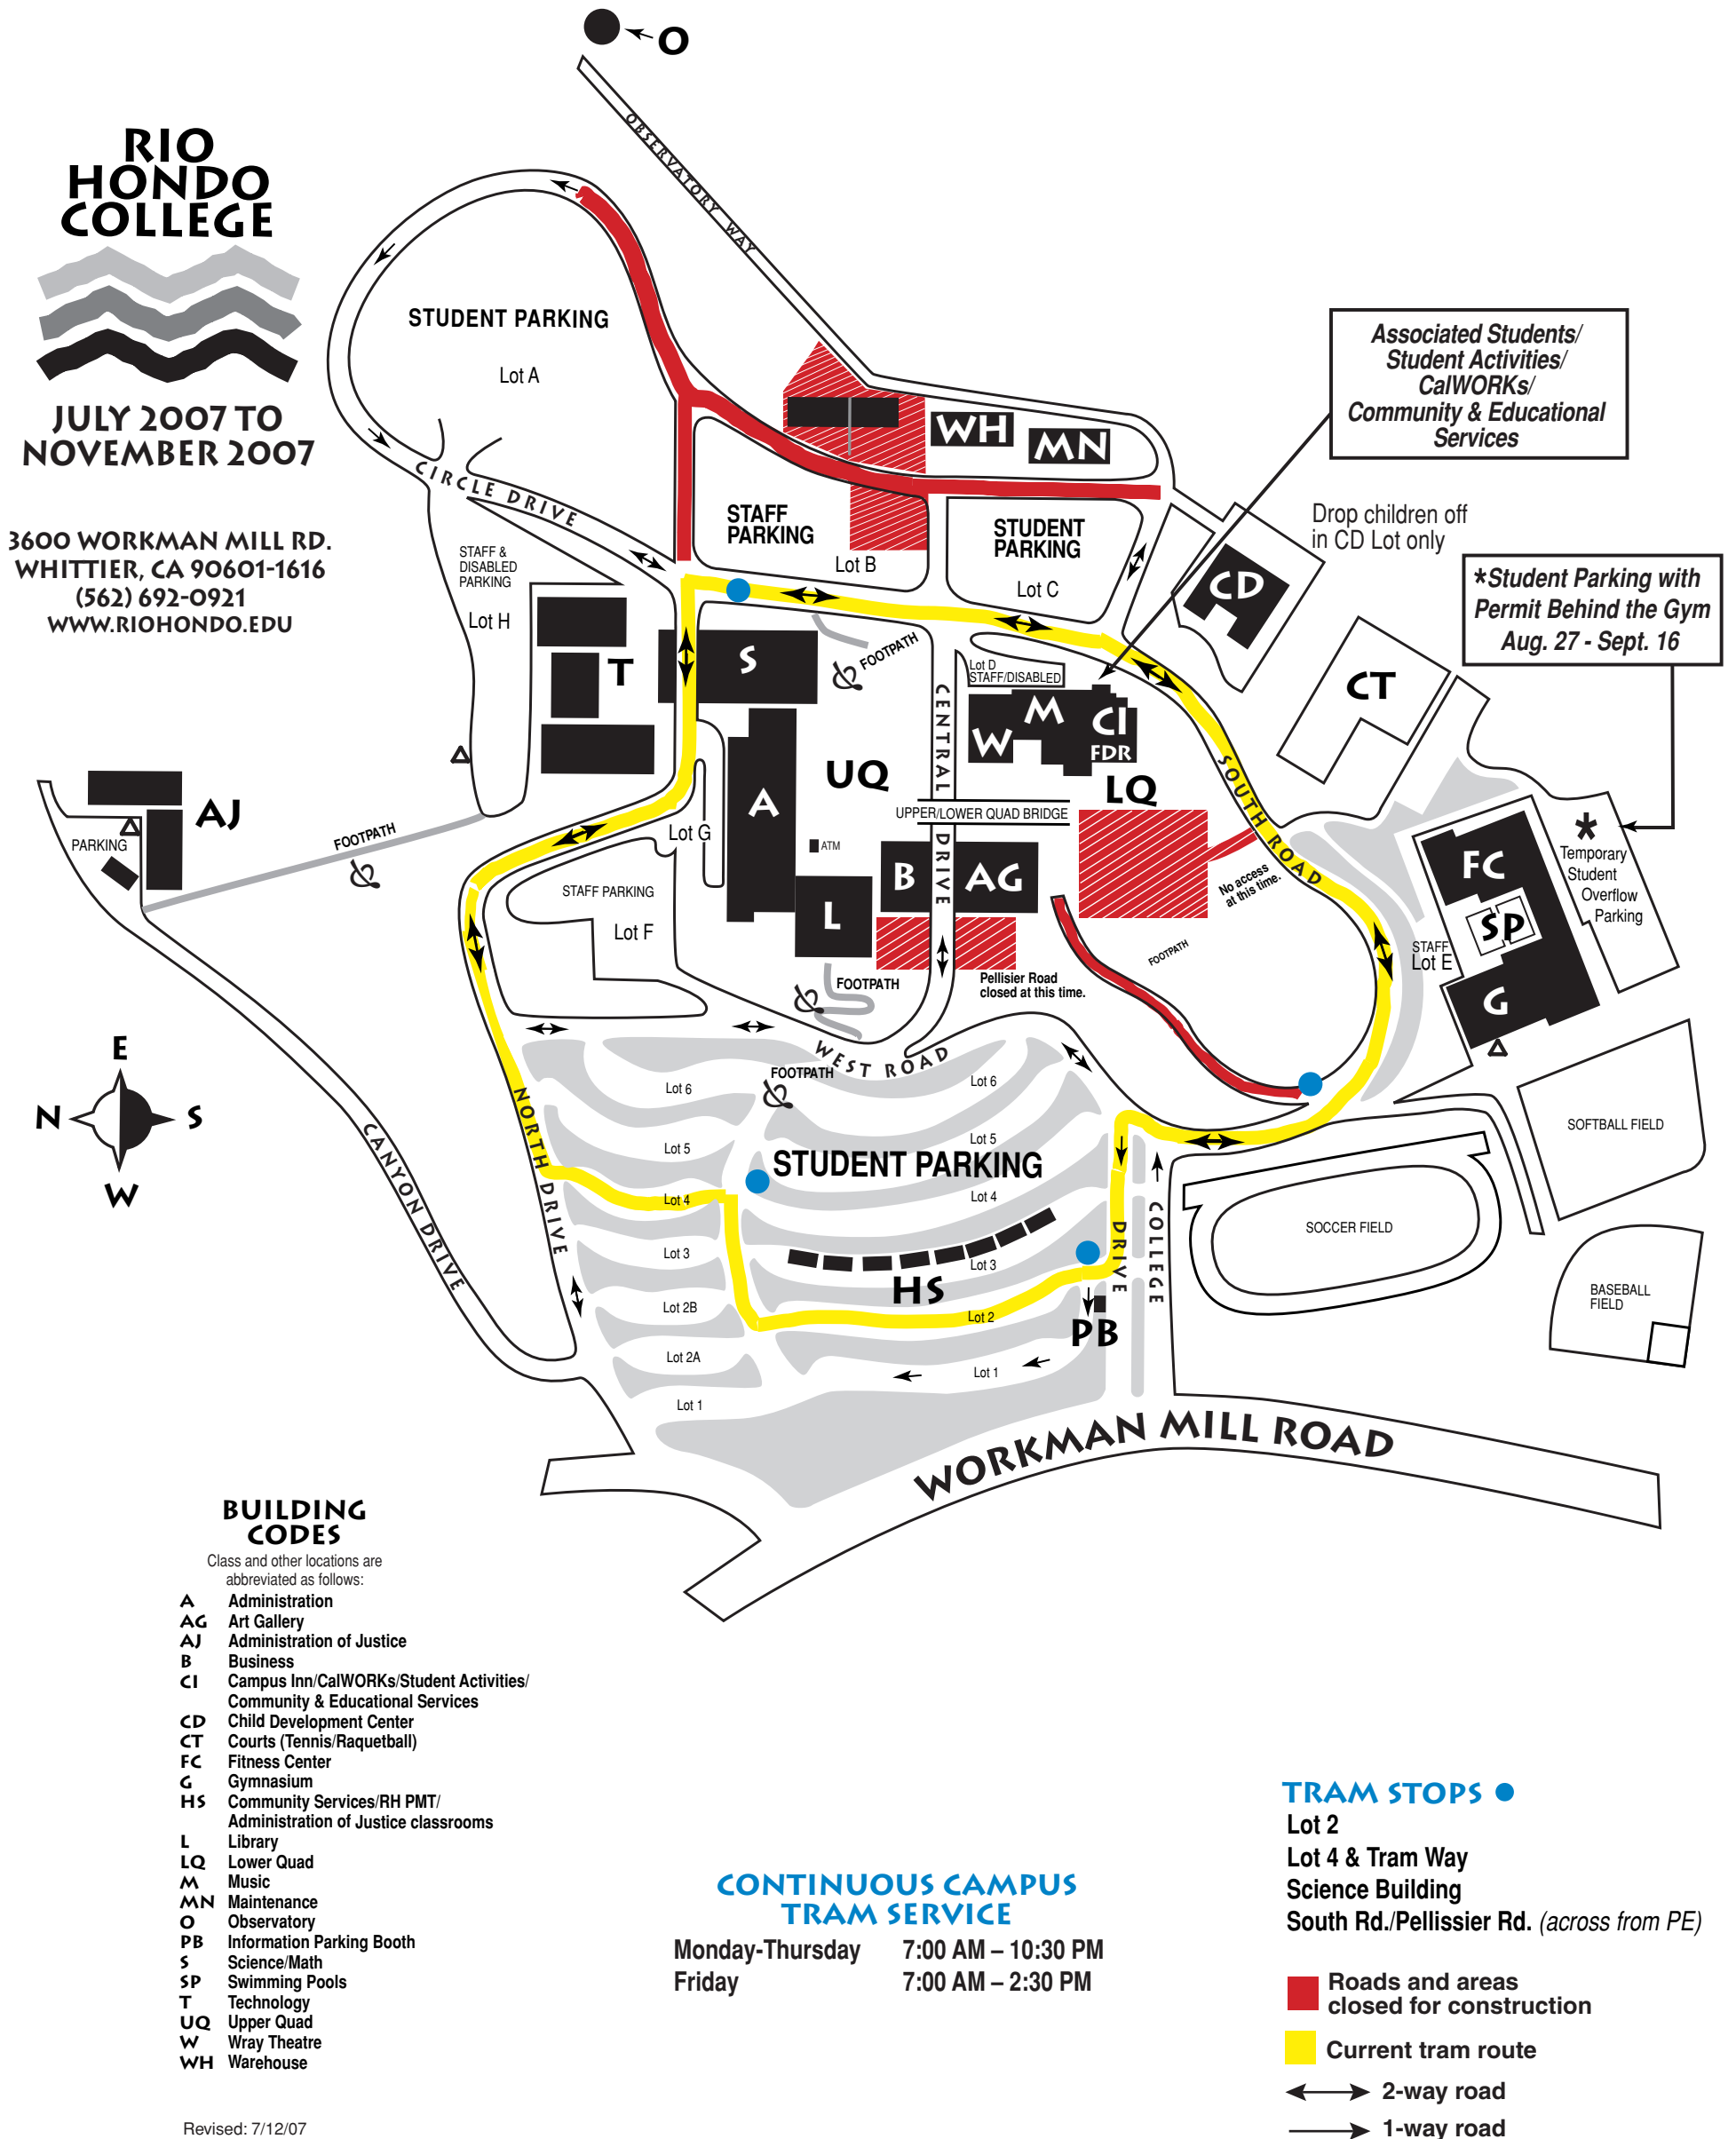 O
OBSERVATORY WAY
RIO
HONDO
COLLEGE
JULY 2007 TO
NOVEMBER 2007
3600 WORKMAN MILL RD.
WHITTIER, CA 90601-1616
(562) 692-0921
WWW.RIOHONDO.EDU
STUDENT PARKING
Lot A
CIRCLE DRIVE
WH
MN
Associated Students/
Student Activities/
CalWORKs/
Community & Educational
Services
STAFF
PARKING
Lot B
STUDENT
PARKING
Lot C
Drop children off
in CD Lot only
CD
*Student Parking with
Permit Behind the Gym
Aug. 27 - Sept. 16
STAFF &
DISABLED
PARKING
Lot H
T
S
FOOTPATH
Lot D
STAFF/DISABLED
CENTRAL DRIVE
M
W
CI
FDR
CT
SOUTH ROAD
UQ
LQ
A
UPPER/LOWER QUAD BRIDGE
AJ
PARKING
FOOTPATH
Lot G
ATM
B
AG
L
STAFF PARKING
Lot F
No access
at this time.
FOOTPATH
FC
SP
G
*
Temporary
Student
Overflow
Parking
STAFF
Lot E
FOOTPATH
Pellisier Road
closed at this time.
WEST ROAD
FOOTPATH
E
N
S
W
CANYON DRIVE
NORTH DRIVE
Lot 6
Lot 6
Lot 5
Lot 5
STUDENT PARKING
Lot 4
Lot 4
Lot 3
Lot 3
HS
Lot 2B
Lot 2
Lot 2A
Lot 1
Lot 1
PB
COLLEGE
DRIVE
SOFTBALL FIELD
SOCCER FIELD
BASEBALL
FIELD
WORKMAN MILL ROAD
BUILDING
CODES
Class and other locations are
abbreviated as follows:
A Administration
AG Art Gallery
AJ Administration of Justice
B Business
CI Campus Inn/CalWORKs/Student Activities/
Community & Educational Services
CD Child Development Center
CT Courts (Tennis/Raquetball)
FC Fitness Center
G Gymnasium
HS Community Services/RH PMT/
Administration of Justice classrooms
L Library
LQ Lower Quad
M Music
MN Maintenance
O Observatory
PB Information Parking Booth
S Science/Math
SP Swimming Pools
T Technology
UQ Upper Quad
W Wray Theatre
WH Warehouse
Revised: 7/12/07
CONTINUOUS CAMPUS
TRAM SERVICE
Monday-Thursday 7:00 AM – 10:30 PM
Friday 7:00 AM – 2:30 PM
TRAM STOPS
Lot 2
Lot 4 & Tram Way
Science Building
South Rd./Pellissier Rd. (across from PE)
Roads and areas
closed for construction
Current tram route
2-way road
1-way road